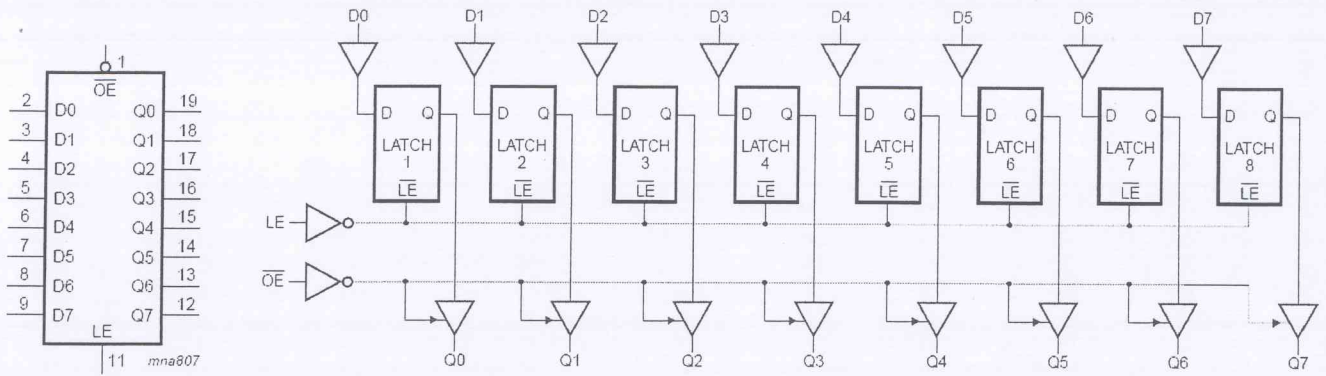 D0 D1 D2 D3 D4 D5 D6 D7
1
OE
2 D0 Q0 19
3 D1 Q1 18
4 D2 Q2 17
5 D3 Q3 16
6 D4 Q4 15
7 D5 Q5 14
8 D6 Q6 13
9 D7 Q7 12
LE
11 mna807
D Q D Q D Q D Q D Q D Q D Q D Q
LATCH LATCH LATCH LATCH LATCH LATCH LATCH LATCH
1 2 3 4 5 6 7 8
LE LE LE LE LE LE LE LE
LE
OE
Q0 Q1 Q2 Q3 Q4 Q5 Q6 Q7